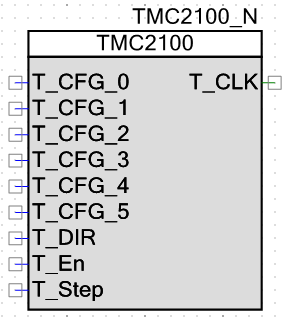 TMC2100_N
TMC2100
T_CFG_0 T_CLK
T_CFG_1
T_CFG_2
T_CFG_3
T_CFG_4
T_CFG_5
T_DIR
T_En
T_Step